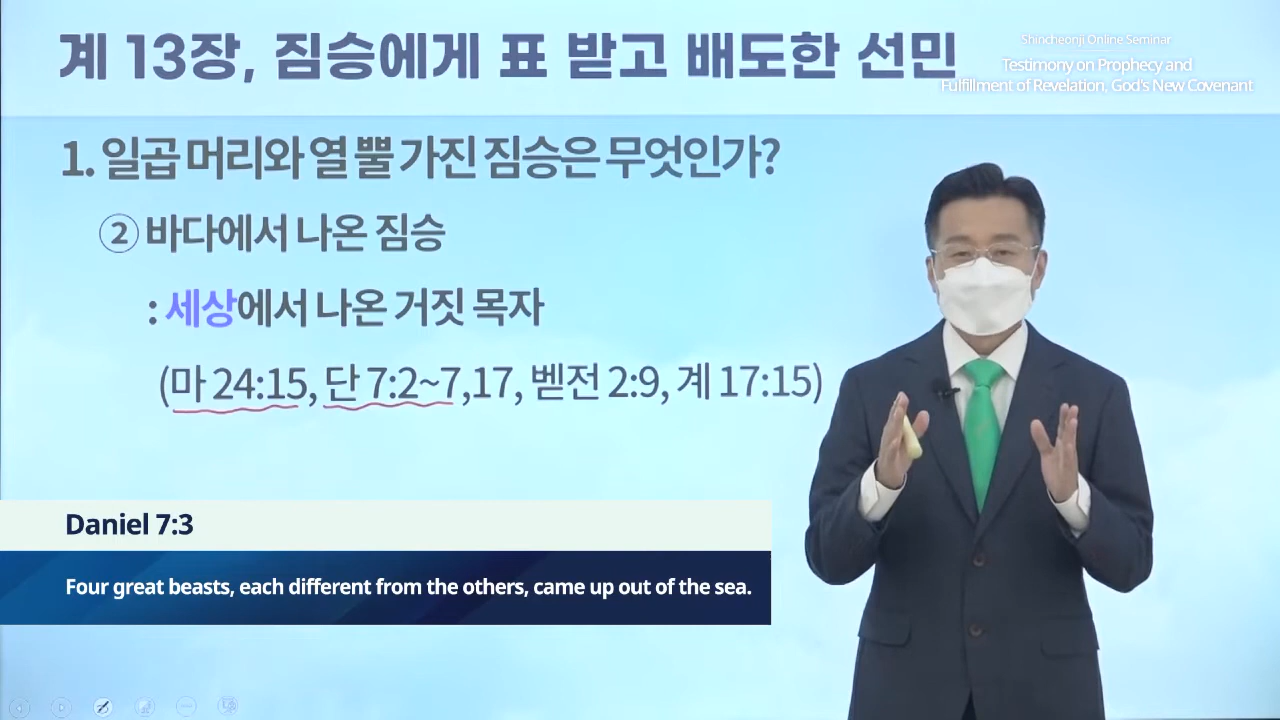 계 13장, 짐승에게 표 받고 배도한 선민
Shincheonji Online Seminar
Testimony on Prophecy and
Fulfillment of Revelation, God's New Covenant
1. 일곱 머리와 열 뿔 가진 짐승은 무엇인가?
② 바다에서 나온 짐승
: 세상에서 나온 거짓 목자
(마 24:15, 단 7:2~7,17, 벧전 2:9, 계 17:15)
Daniel 7:3
Four great beasts, each different from the others, came up out of the sea.